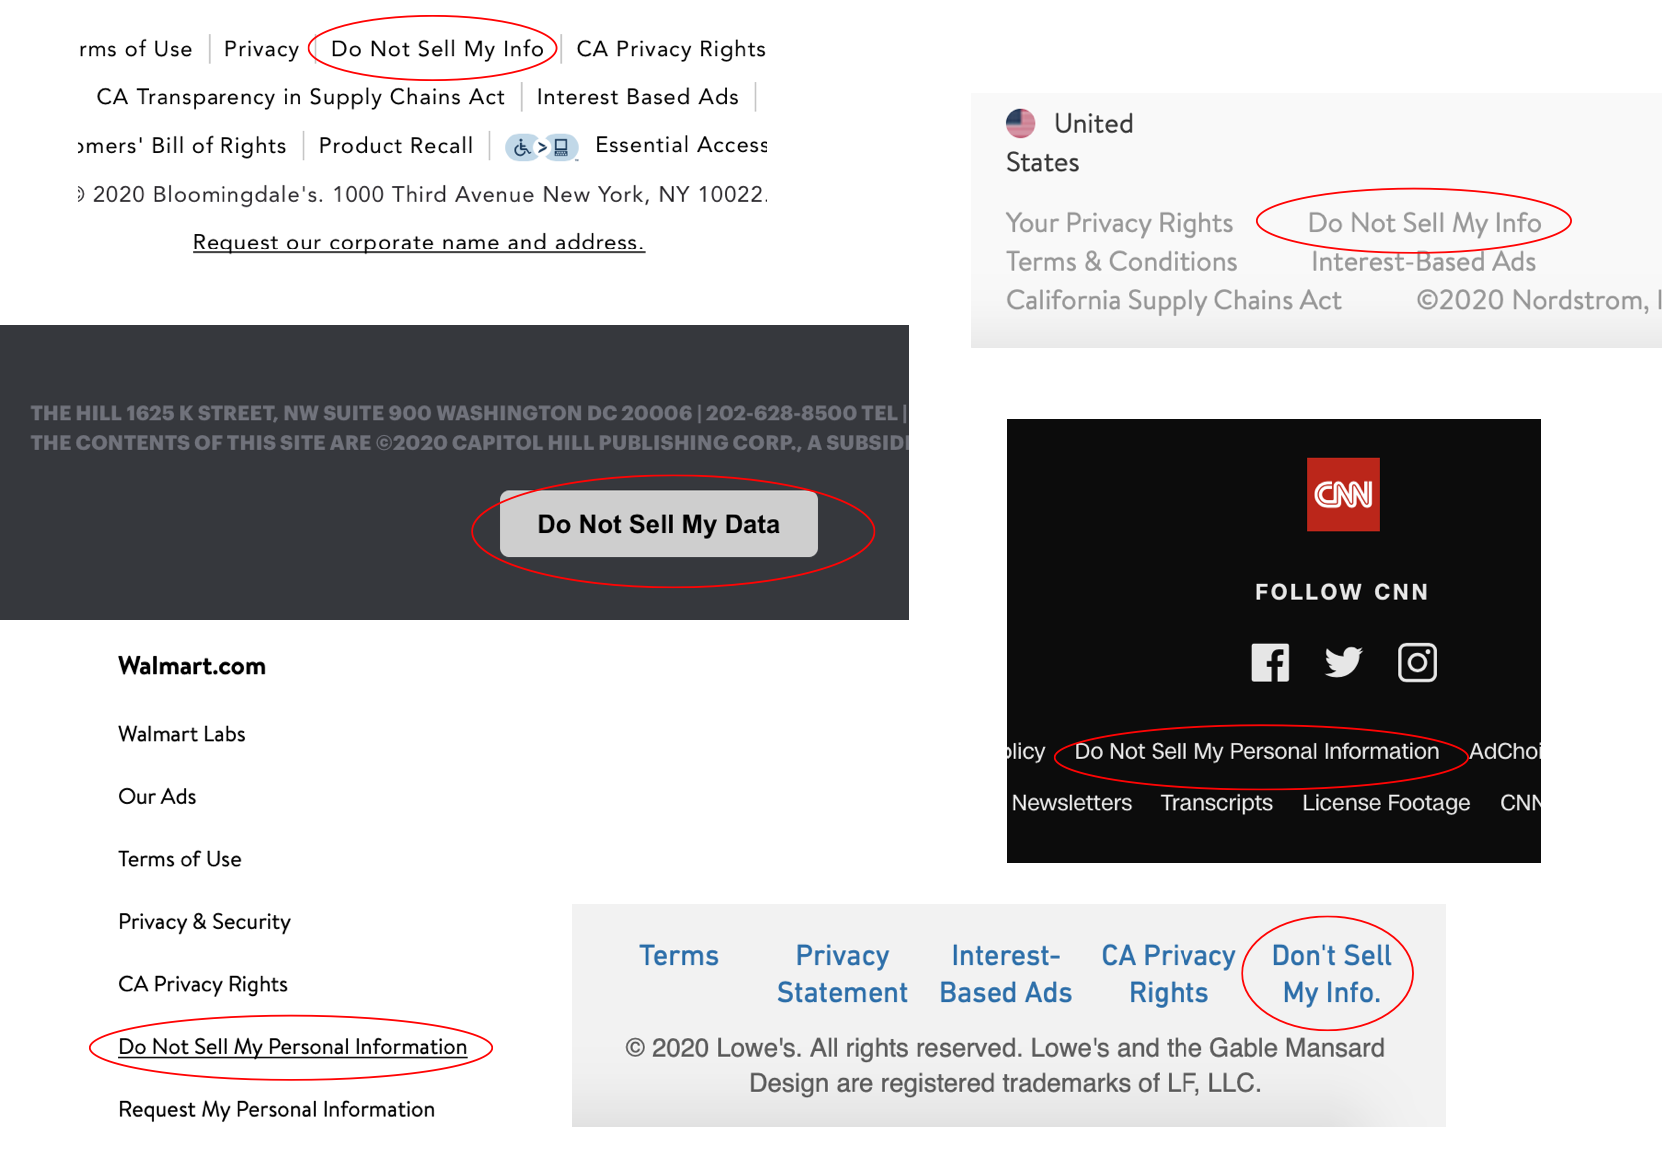 rms of Use | Privacy | Do Not Sell My Info | CA Privacy Rights
CA Transparency in Supply Chains Act | Interest Based Ads |
omers' Bill of Rights | Product Recall | Essential Access
© 2020 Bloomingdale's. 1000 Third Avenue New York, NY 10022.
Request our corporate name and address.
United
States
Your Privacy Rights Do Not Sell My Info
Terms & Conditions Interest-Based Ads
California Supply Chains Act ©2020 Nordstrom, I
THE HILL 1625 K STREET, NW SUITE 900 WASHINGTON DC 20006 | 202-628-8500 TEL |
THE CONTENTS OF THIS SITE ARE ©2020 CAPITOL HILL PUBLISHING CORP., A SUBSIDI
Do Not Sell My Data
CNN
FOLLOW CNN
olicy Do Not Sell My Personal Information AdChoi
Newsletters Transcripts License Footage CNN
Walmart.com
Walmart Labs
Our Ads
Terms of Use
Privacy & Security
CA Privacy Rights
Do Not Sell My Personal Information
Request My Personal Information
Terms Privacy Interest- CA Privacy Don't Sell
Statement Based Ads Rights My Info.
© 2020 Lowe's. All rights reserved. Lowe's and the Gable Mansard
Design are registered trademarks of LF, LLC.